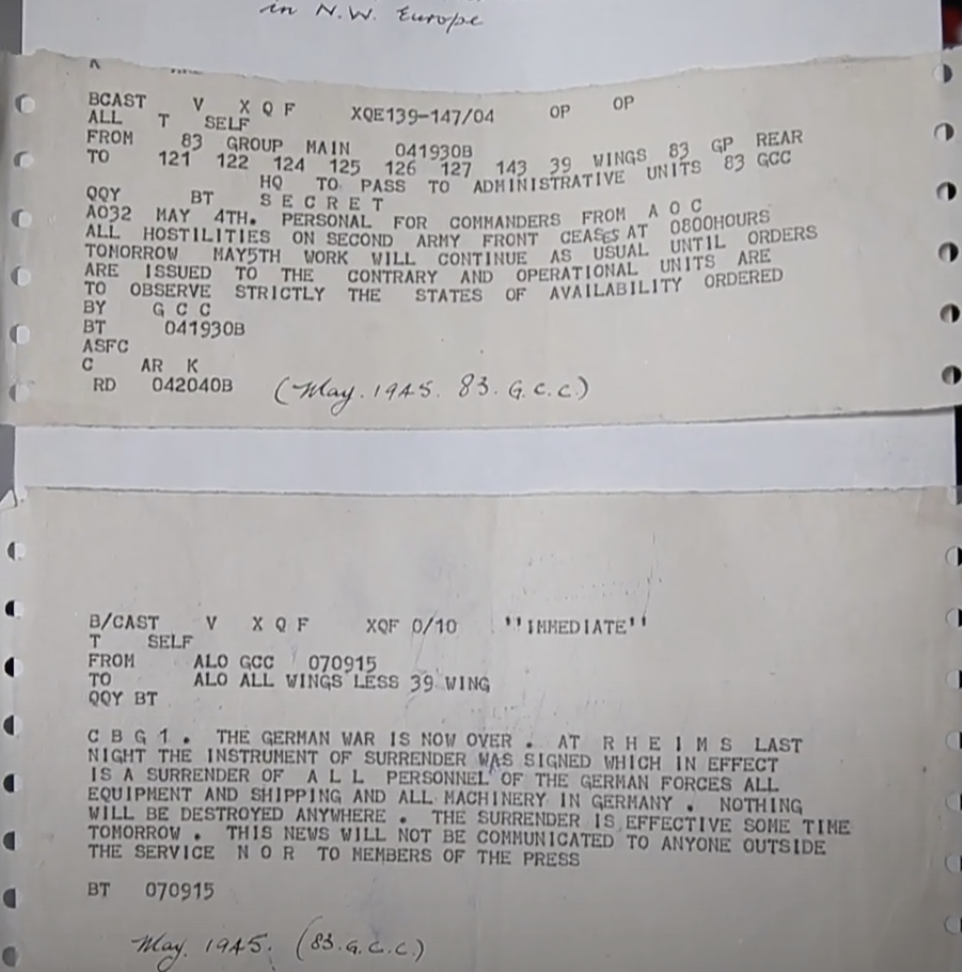 in N.W. Europe
BCAST V X Q F XQE139-147/04 OP OP
ALL T SELF
FROM 83 GROUP MAIN 041930B
TO 121 122 124 125 126 127 143 39 WINGS 83 GP REAR
HQ TO PASS TO ADMINISTRATIVE UNITS 83 GCC
QQY BT S E C R E T
A032 MAY 4TH. PERSONAL FOR COMMANDERS FROM A O C
ALL HOSTILITIES ON SECOND ARMY FRONT CEASES AT 0800HOURS
TOMORROW MAY5TH WORK WILL CONTINUE AS USUAL UNTIL ORDERS
ARE ISSUED TO THE CONTRARY AND OPERATIONAL UNITS ARE
TO OBSERVE STRICTLY THE STATES OF AVAILABILITY ORDERED
BY G C C
BT 041930B
ASFC
C AR K
RD 042040B (May. 1945. 83. G.C.C.)
B/CAST V X Q F XQF 0/10 ''IMMEDIATE''
T SELF
FROM ALO GCC 070915
TO ALO ALL WINGS LESS 39 WING
QQY BT
C B G 1 . THE GERMAN WAR IS NOW OVER . AT R H E I M S LAST
NIGHT THE INSTRUMENT OF SURRENDER WAS SIGNED WHICH IN EFFECT
IS A SURRENDER OF A L L PERSONNEL OF THE GERMAN FORCES ALL
EQUIPMENT AND SHIPPING AND ALL MACHINERY IN GERMANY . NOTHING
WILL BE DESTROYED ANYWHERE . THE SURRENDER IS EFFECTIVE SOME TIME
TOMORROW . THIS NEWS WILL NOT BE COMMUNICATED TO ANYONE OUTSIDE
THE SERVICE N O R TO MEMBERS OF THE PRESS
BT 070915
May. 1945. (83. G.C.C.)